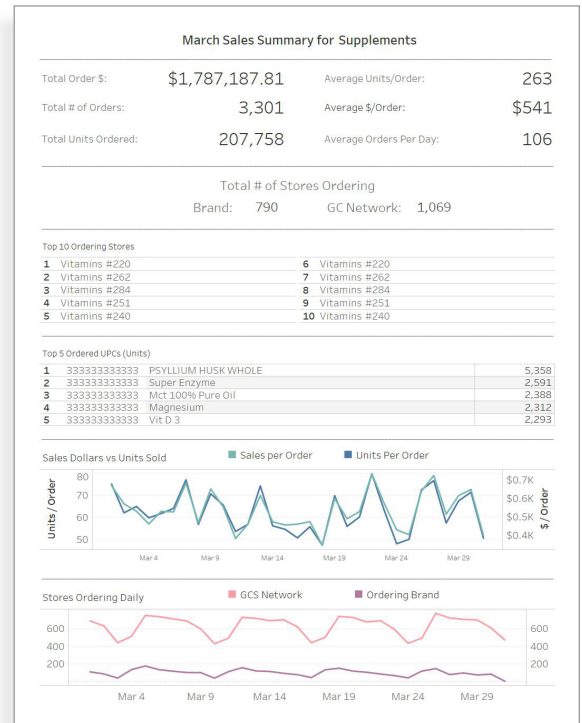 March Sales Summary for Supplements
Total Order $: $1,787,187.81 Average Units/Order: 263
Total # of Orders: 3,301 Average $/Order: $541
Total Units Ordered: 207,758 Average Orders Per Day: 106
Total # of Stores Ordering
Brand: 790 GC Network: 1,069
Top 10 Ordering Stores
1 Vitamins #220 6 Vitamins #220
2 Vitamins #262 7 Vitamins #262
3 Vitamins #284 8 Vitamins #284
4 Vitamins #251 9 Vitamins #251
5 Vitamins #240 10 Vitamins #240
Top 5 Ordered UPCs (Units)
1 333333333333 PSYLLIUM HUSK WHOLE 5,358
2 333333333333 Super Enzyme 2,591
3 333333333333 Mct 100% Pure Oil 2,388
4 333333333333 Magnesium 2,312
5 333333333333 Vit D 3 2,293
Sales Dollars vs Units Sold Sales per Order Units Per Order
Units / Order
80
70
60
50
$0.7K
$0.6K
$0.5K
$0.4K
$ / Order
Mar 4 Mar 9 Mar 14 Mar 19 Mar 24 Mar 29
Stores Ordering Daily GCS Network Ordering Brand
600 600
400 400
200 200
Mar 4 Mar 9 Mar 14 Mar 19 Mar 24 Mar 29